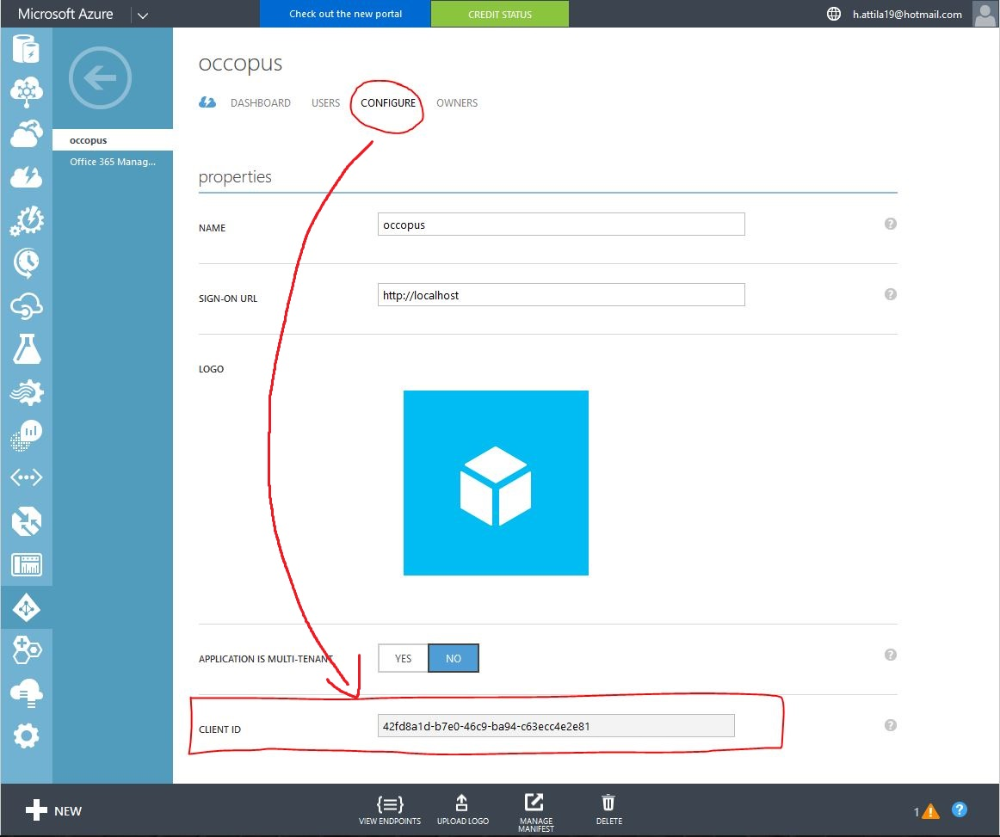 Microsoft Azure
Check out the new portal
CREDIT STATUS
h.attila19@hotmail.com
occopus
Office 365 Manag...
occopus
DASHBOARD
USERS
CONFIGURE
OWNERS
properties
NAME
occopus
?
SIGN-ON URL
http://localhost
?
LOGO
APPLICATION IS MULTI-TENANT
YES
NO
?
CLIENT ID
42fd8a1d-b7e0-46c9-ba94-c63ecc4e2e81
?
NEW
VIEW ENDPOINTS
UPLOAD LOGO
MANAGE
MANIFEST
DELETE
1
?